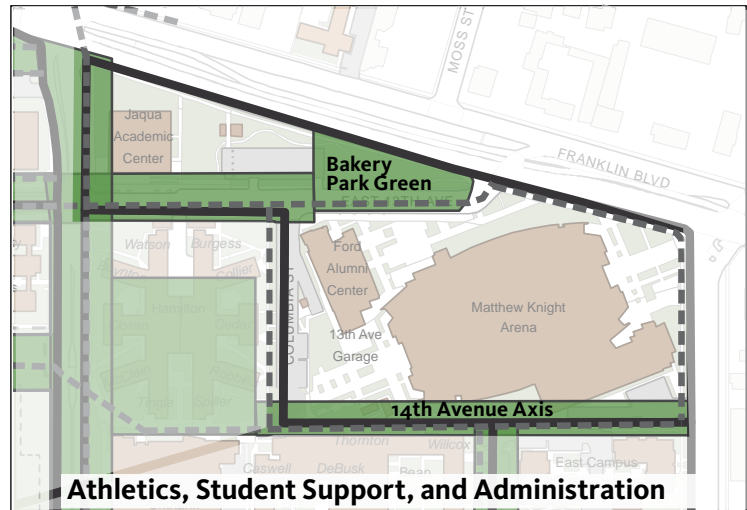 MOSS ST
Jaqua
Academic
Center
FRANKLIN BLVD
Bakery
Park Green
Watson
Burgess
Collier
Ford
Alumni
Center
Hamilton
COLUMBIA ST
Matthew Knight
Arena
13th Ave
Garage
Tingle
Spiller
14th Avenue Axis
Thornton
Wilcox
Caswell
DeBusk
Bean
East Campus
Athletics, Student Support, and Administration